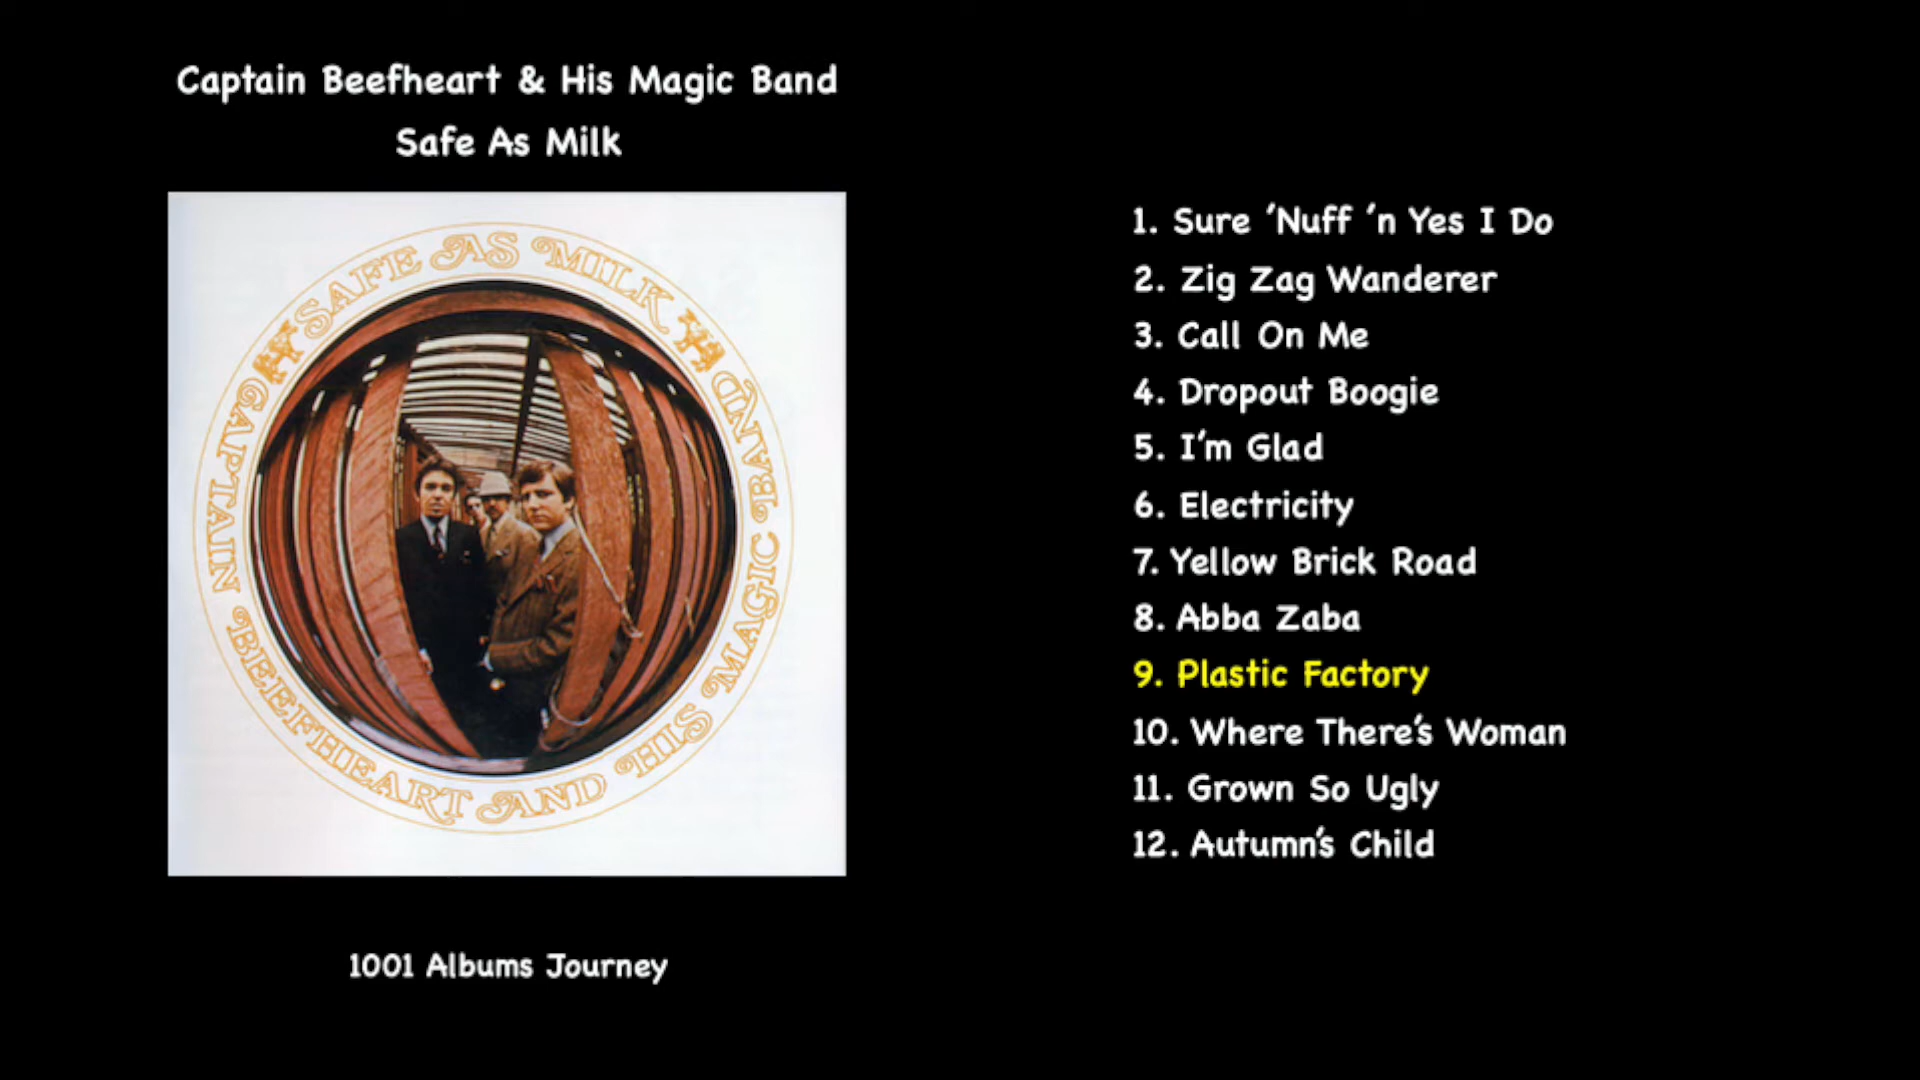 Captain Beefheart & His Magic Band
Safe As Milk
SAFE AS MILK
CAPTAIN BEEFHEART AND HIS MAGIC BAND
1001 Albums Journey
1. Sure ‘Nuff ‘n Yes I Do
2. Zig Zag Wanderer
3. Call On Me
4. Dropout Boogie
5. I’m Glad
6. Electricity
7. Yellow Brick Road
8. Abba Zaba
9. Plastic Factory
10. Where There’s Woman
11. Grown So Ugly
12. Autumn’s Child